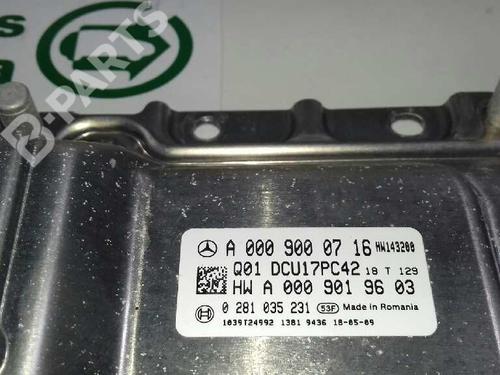 B-PARTS
A 000 900 07 16 HW143200
Q01 DCU17PC42 18 T 129
HW A 000 901 96 03
0 281 035 231 53F Made in Romania
1039T24992 1381 9436 18-05-09